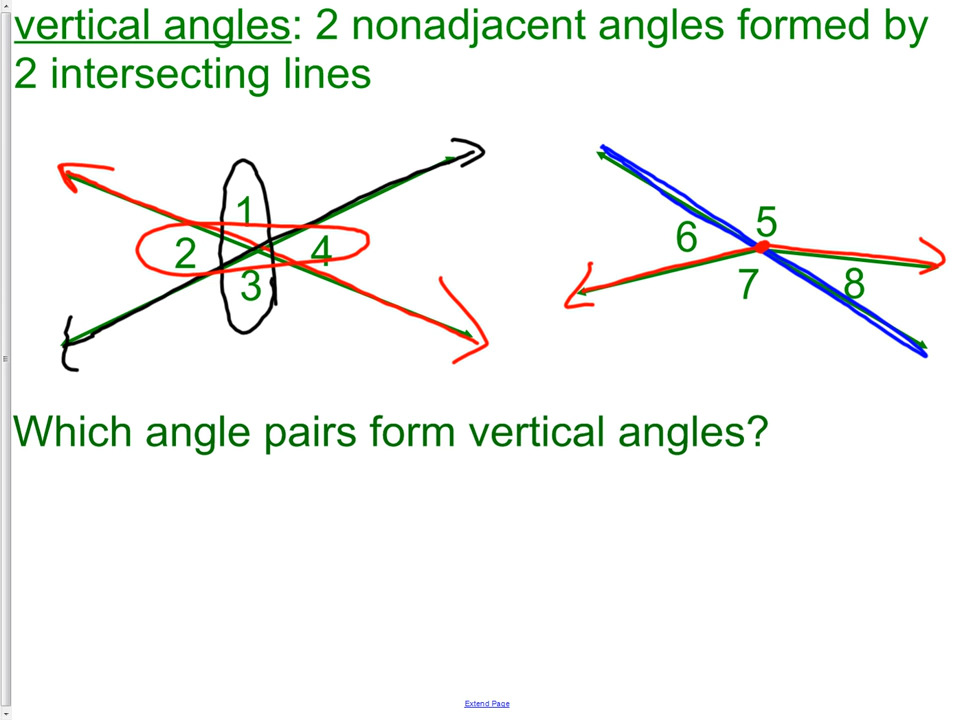 vertical angles: 2 nonadjacent angles formed by
2 intersecting lines
1
2
4
3
5
6
7
8
Which angle pairs form vertical angles?
Extend Page